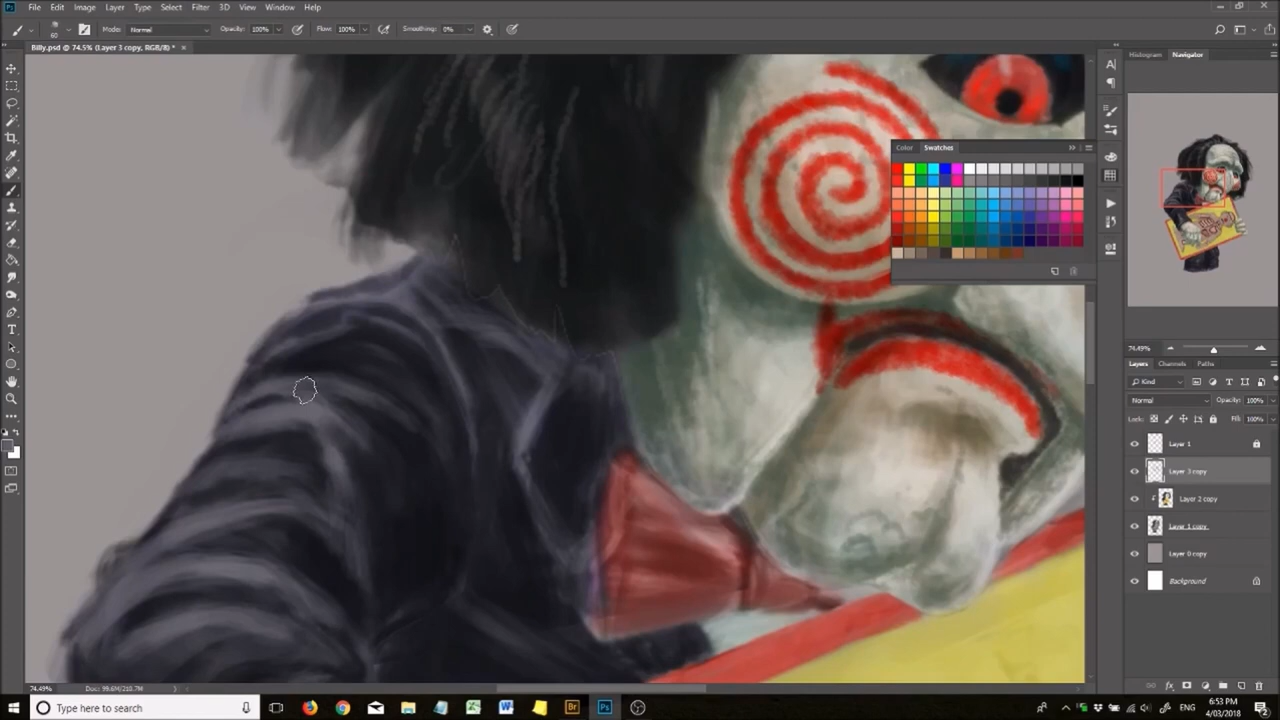 File Edit Image Layer Type Select Filter 3D View Window Help
60 Mode: Normal Opacity: 100% Flow: 100% Smoothing: 0%
Billy.psd @ 74.5% (Layer 3 copy, RGB/8) *
Histogram Navigator
Color Swatches
74.49%
Layers Channels Paths
Kind
Normal Opacity: 100%
Lock: Fill: 100%
Layer 1
Layer 3 copy
Layer 2 copy
Layer 1 copy
Layer 0 copy
Background
74.49% Doc: 99.6M/210.7M
Type here to search
ENG
6:53 PM
4/03/2018